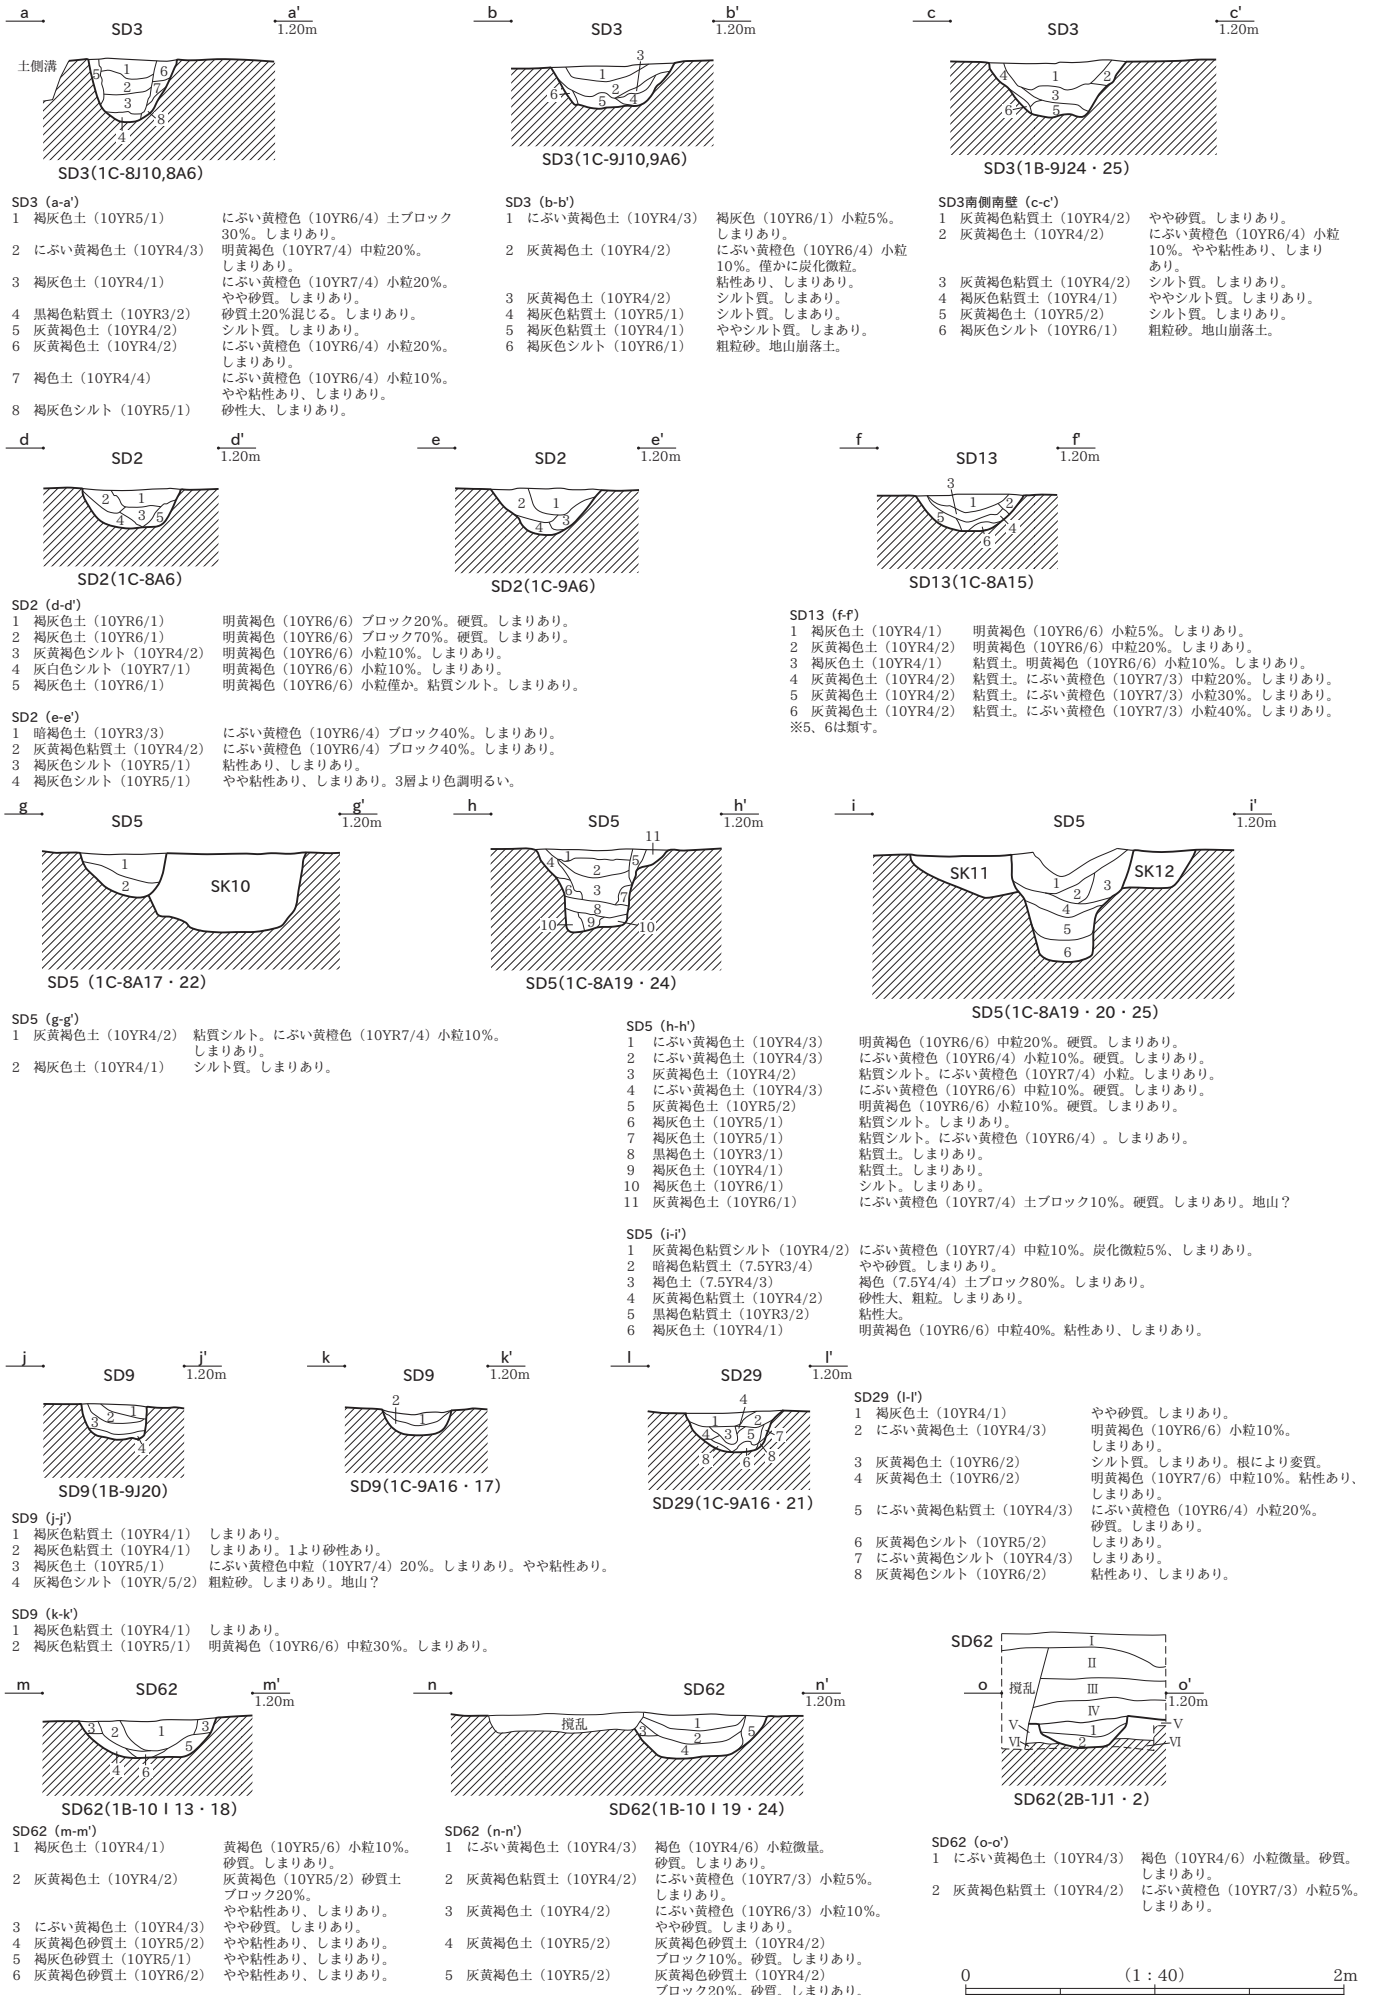 a a' b b' c c'
SD3 1.20m SD3 1.20m SD3 1.20m
土側溝
1 2 3 4 5 6 7 8
1 2 3 4 5 6
1 2 3 4 5 6
SD3(1C-8J10,8A6)
SD3(1C-9J10,9A6)
SD3(1B-9J24・25)
SD3(a-a')
1 褐灰色土(10YR5/1) にぶい黄橙色(10YR6/4)土ブロック
30%。しまりあり。
2 にぶい黄褐色土(10YR4/3) 明黄褐色(10YR7/4)中粒20%。
しまりあり。
3 褐灰色土(10YR4/1) にぶい黄橙色(10YR7/4)小粒20%。
やや砂質。しまりあり。
4 黒褐色粘質土(10YR3/2) 砂質土20%混じる。しまりあり。
5 灰黄褐色土(10YR4/2) シルト質。しまりあり。
6 灰黄褐色土(10YR4/2) にぶい黄橙色(10YR6/4)小粒20%。
しまりあり。
7 褐色土(10YR4/4) にぶい黄橙色(10YR6/4)小粒10%。
やや粘性あり、しまりあり。
8 褐灰色シルト(10YR5/1) 砂性大、しまりあり。
SD3(b-b')
1 にぶい黄褐色土(10YR4/3) 褐灰色(10YR6/1)小粒5%。
しまりあり。
2 灰黄褐色土(10YR4/2) にぶい黄橙色(10YR6/4)小粒
10%。僅かに炭化微粒。
粘性あり、しまりあり。
3 灰黄褐色土(10YR4/2) シルト質。しまあり。
4 褐灰色粘質土(10YR5/1) シルト質。しまあり。
5 褐灰色粘質土(10YR4/1) ややシルト質。しまあり。
6 褐灰色シルト(10YR6/1) 粗粒砂。地山崩落土。
SD3南側南壁(c-c')
1 灰黄褐色粘質土(10YR4/2) やや砂質。しまりあり。
2 灰黄褐色土(10YR4/2) にぶい黄橙色(10YR6/4)小粒
10%。やや粘性あり、しまり
あり。
3 灰黄褐色粘質土(10YR4/2) シルト質。しまりあり。
4 褐灰色粘質土(10YR4/1) ややシルト質。しまりあり。
5 灰黄褐色土(10YR5/2) シルト質。しまりあり。
6 褐灰色シルト(10YR6/1) 粗粒砂。地山崩落土。
d d' e e' f f'
SD2 1.20m SD2 1.20m SD13 1.20m
1 2 3 4 5
1 2 3 4
1 2 3 4 5 6
SD2(1C-8A6)
SD2(1C-9A6)
SD13(1C-8A15)
SD2(d-d')
1 褐灰色土(10YR6/1) 明黄褐色(10YR6/6)ブロック20%。硬質。しまりあり。
2 褐灰色土(10YR6/1) 明黄褐色(10YR6/6)ブロック70%。硬質。しまりあり。
3 灰黄褐色シルト(10YR4/2) 明黄褐色(10YR6/6)小粒10%。しまりあり。
4 灰白色シルト(10YR7/1) 明黄褐色(10YR6/6)小粒10%。しまりあり。
5 褐灰色土(10YR6/1) 明黄褐色(10YR6/6)小粒僅か。粘質シルト。しまりあり。
SD2(e-e')
1 暗褐色土(10YR3/3) にぶい黄橙色(10YR6/4)ブロック40%。しまりあり。
2 灰黄褐色粘質土(10YR4/2) にぶい黄橙色(10YR6/4)ブロック40%。しまりあり。
3 褐灰色シルト(10YR5/1) 粘性あり、しまりあり。
4 褐灰色シルト(10YR5/1) やや粘性あり、しまりあり。3層より色調明るい。
SD13(f-f')
1 褐灰色土(10YR4/1) 明黄褐色(10YR6/6)小粒5%。しまりあり。
2 灰黄褐色土(10YR4/2) 明黄褐色(10YR6/6)中粒20%。しまりあり。
3 褐灰色土(10YR4/1) 粘質土。明黄褐色(10YR6/6)小粒10%。しまりあり。
4 灰黄褐色土(10YR4/2) 粘質土。にぶい黄橙色(10YR7/3)中粒20%。しまりあり。
5 灰黄褐色土(10YR4/2) 粘質土。にぶい黄橙色(10YR7/3)小粒30%。しまりあり。
6 灰黄褐色土(10YR4/2) 粘質土。にぶい黄橙色(10YR7/3)小粒40%。しまりあり。
※5、6は類す。
g g' h h' i i'
SD5 1.20m SD5 1.20m SD5 1.20m
1 2 SK10
1 2 3 4 5 6 7 8 9 10 10 11
SK11 1 2 3 4 5 6 SK12
SD5(1C-8A17・22)
SD5(1C-8A19・24)
SD5(1C-8A19・20・25)
SD5(g-g')
1 灰黄褐色土(10YR4/2) 粘質シルト。にぶい黄橙色(10YR7/4)小粒10%。
しまりあり。
2 褐灰色土(10YR4/1) シルト質。しまりあり。
SD5(h-h')
1 にぶい黄褐色土(10YR4/3) 明黄褐色(10YR6/6)中粒20%。硬質。しまりあり。
2 にぶい黄褐色土(10YR4/3) にぶい黄橙色(10YR6/4)小粒10%。硬質。しまりあり。
3 灰黄褐色土(10YR4/2) 粘質シルト。にぶい黄橙色(10YR7/4)小粒。しまりあり。
4 にぶい黄褐色土(10YR4/3) にぶい黄橙色(10YR6/6)中粒10%。硬質。しまりあり。
5 灰黄褐色土(10YR5/2) 明黄褐色(10YR6/6)小粒10%。硬質。しまりあり。
6 褐灰色土(10YR5/1) 粘質シルト。しまりあり。
7 褐灰色土(10YR5/1) 粘質シルト。にぶい黄橙色(10YR6/4)。しまりあり。
8 黒褐色土(10YR3/1) 粘質土。しまりあり。
9 褐灰色土(10YR4/1) 粘質土。しまりあり。
10 褐灰色土(10YR6/1) シルト。しまりあり。
11 灰黄褐色土(10YR6/1) にぶい黄橙色(10YR7/4)土ブロック10%。硬質。しまりあり。地山?
SD5(i-i')
1 灰黄褐色粘質シルト(10YR4/2) にぶい黄橙色(10YR7/4)中粒10%。炭化微粒5%、しまりあり。
2 暗褐色粘質土(7.5YR3/4) やや砂質。しまりあり。
3 褐色土(7.5YR4/3) 褐色(7.5Y4/4)土ブロック80%。しまりあり。
4 灰黄褐色粘質土(10YR4/2) 砂性大、粗粒。しまりあり。
5 黒褐色粘質土(10YR3/2) 粘性大。
6 褐灰色土(10YR4/1) 明黄褐色(10YR6/6)中粒40%。粘性あり、しまりあり。
j j' k k' l l'
SD9 1.20m SD9 1.20m SD29 1.20m
1 2 3 4
1 2
1 2 3 4 4 5 6 7 8 8
SD9(1B-9J20)
SD9(1C-9A16・17)
SD29(1C-9A16・21)
SD9(j-j')
1 褐灰色粘質土(10YR4/1) しまりあり。
2 褐灰色粘質土(10YR4/1) しまりあり。1より砂性あり。
3 褐灰色土(10YR5/1) にぶい黄橙色中粒(10YR7/4)20%。しまりあり。やや粘性あり。
4 灰褐色シルト(10YR/5/2) 粗粒砂。しまりあり。地山?
SD9(k-k')
1 褐灰色粘質土(10YR4/1) しまりあり。
2 褐灰色粘質土(10YR5/1) 明黄褐色(10YR6/6)中粒30%。しまりあり。
SD29(l-l')
1 褐灰色土(10YR4/1) やや砂質。しまりあり。
2 にぶい黄褐色土(10YR4/3) 明黄褐色(10YR6/6)小粒10%。
しまりあり。
3 灰黄褐色土(10YR6/2) シルト質。しまりあり。根により変質。
4 灰黄褐色土(10YR6/2) 明黄褐色(10YR7/6)中粒10%。粘性あり、
しまりあり。
5 にぶい黄褐色粘質土(10YR4/3) にぶい黄橙色(10YR6/4)小粒20%。
砂質。しまりあり。
6 灰黄褐色シルト(10YR5/2) しまりあり。
7 にぶい黄褐色シルト(10YR4/3) しまりあり。
8 灰黄褐色シルト(10YR6/2) 粘性あり、しまりあり。
m m' n n' o o'
SD62 1.20m SD62 1.20m SD62 1.20m
1 2 3 3 4 5 6
撹乱 1 2 3 4 5
撹乱 Ⅰ Ⅱ Ⅲ Ⅳ Ⅴ Ⅴ Ⅵ Ⅵ 1 2
SD62(1B-10 I 13・18)
SD62(1B-10 I 19・24)
SD62(2B-1J1・2)
SD62(m-m')
1 褐灰色土(10YR4/1) 黄褐色(10YR5/6)小粒10%。
砂質。しまりあり。
2 灰黄褐色土(10YR4/2) 灰黄褐色(10YR5/2)砂質土
ブロック20%。
やや粘性あり、しまりあり。
3 にぶい黄褐色土(10YR4/3) やや砂質。しまりあり。
4 灰黄褐色砂質土(10YR5/2) やや粘性あり、しまりあり。
5 褐灰色砂質土(10YR5/1) やや粘性あり、しまりあり。
6 灰黄褐色砂質土(10YR6/2) やや粘性あり、しまりあり。
SD62(n-n')
1 にぶい黄褐色土(10YR4/3) 褐色(10YR4/6)小粒微量。
砂質。しまりあり。
2 灰黄褐色粘質土(10YR4/2) にぶい黄橙色(10YR7/3)小粒5%。
しまりあり。
3 灰黄褐色土(10YR4/2) にぶい黄橙色(10YR6/3)小粒10%。
やや砂質。しまりあり。
4 灰黄褐色土(10YR5/2) 灰黄褐色砂質土(10YR4/2)
ブロック10%。砂質。しまりあり。
5 灰黄褐色土(10YR5/2) 灰黄褐色砂質土(10YR4/2)
ブロック20%。砂質。しまりあり。
SD62(o-o')
1 にぶい黄褐色土(10YR4/3) 褐色(10YR4/6)小粒微量。砂質。
しまりあり。
2 灰黄褐色粘質土(10YR4/2) にぶい黄橙色(10YR7/3)小粒5%。
しまりあり。
0 (1:40) 2m